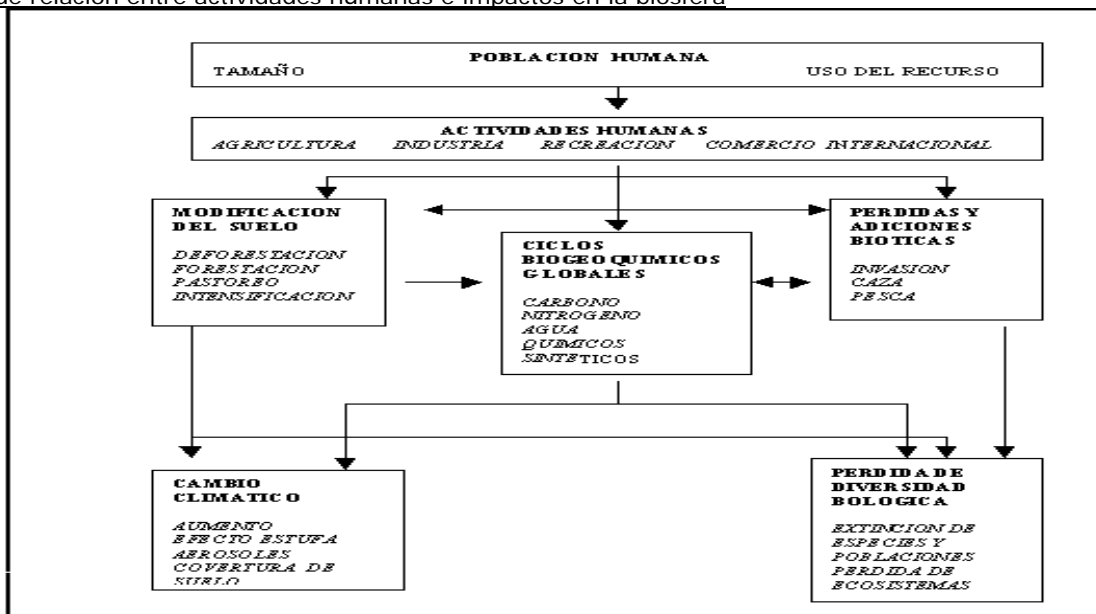 de relación entre actividades humanas e impactos en la biosfera
POBLACION HUMANA
TAMAÑO USO DEL RECURSO
ACTIVIDADES HUMANAS
AGRICULTURA INDUSTRIA RECREACION COMERCIO INTERNACIONAL
MODIFICACION
DEL SUELO
DEFORESTACION
FORESTACION
PASTOREO
INTENSIFICACION
CICLOS
BIOGEOQUIMICOS
GLOBALES
CARBONO
NITROGENO
AGUA
QUIMICOS
SINTETICOS
PERDIDAS Y
ADICIONES
BIOTICAS
INVASION
CAZA
PESCA
CAMBIO
CLIMATICO
AUMENTO
EFECTO ESTUFA
AEROSOLES
COVERTURA DE
SUELO
PERDIDA DE
DIVERSIDAD
BOLOGICA
EXTINCION DE
ESPECIES Y
POBLACIONES
PERDIDA DE
ECOSISTEMAS